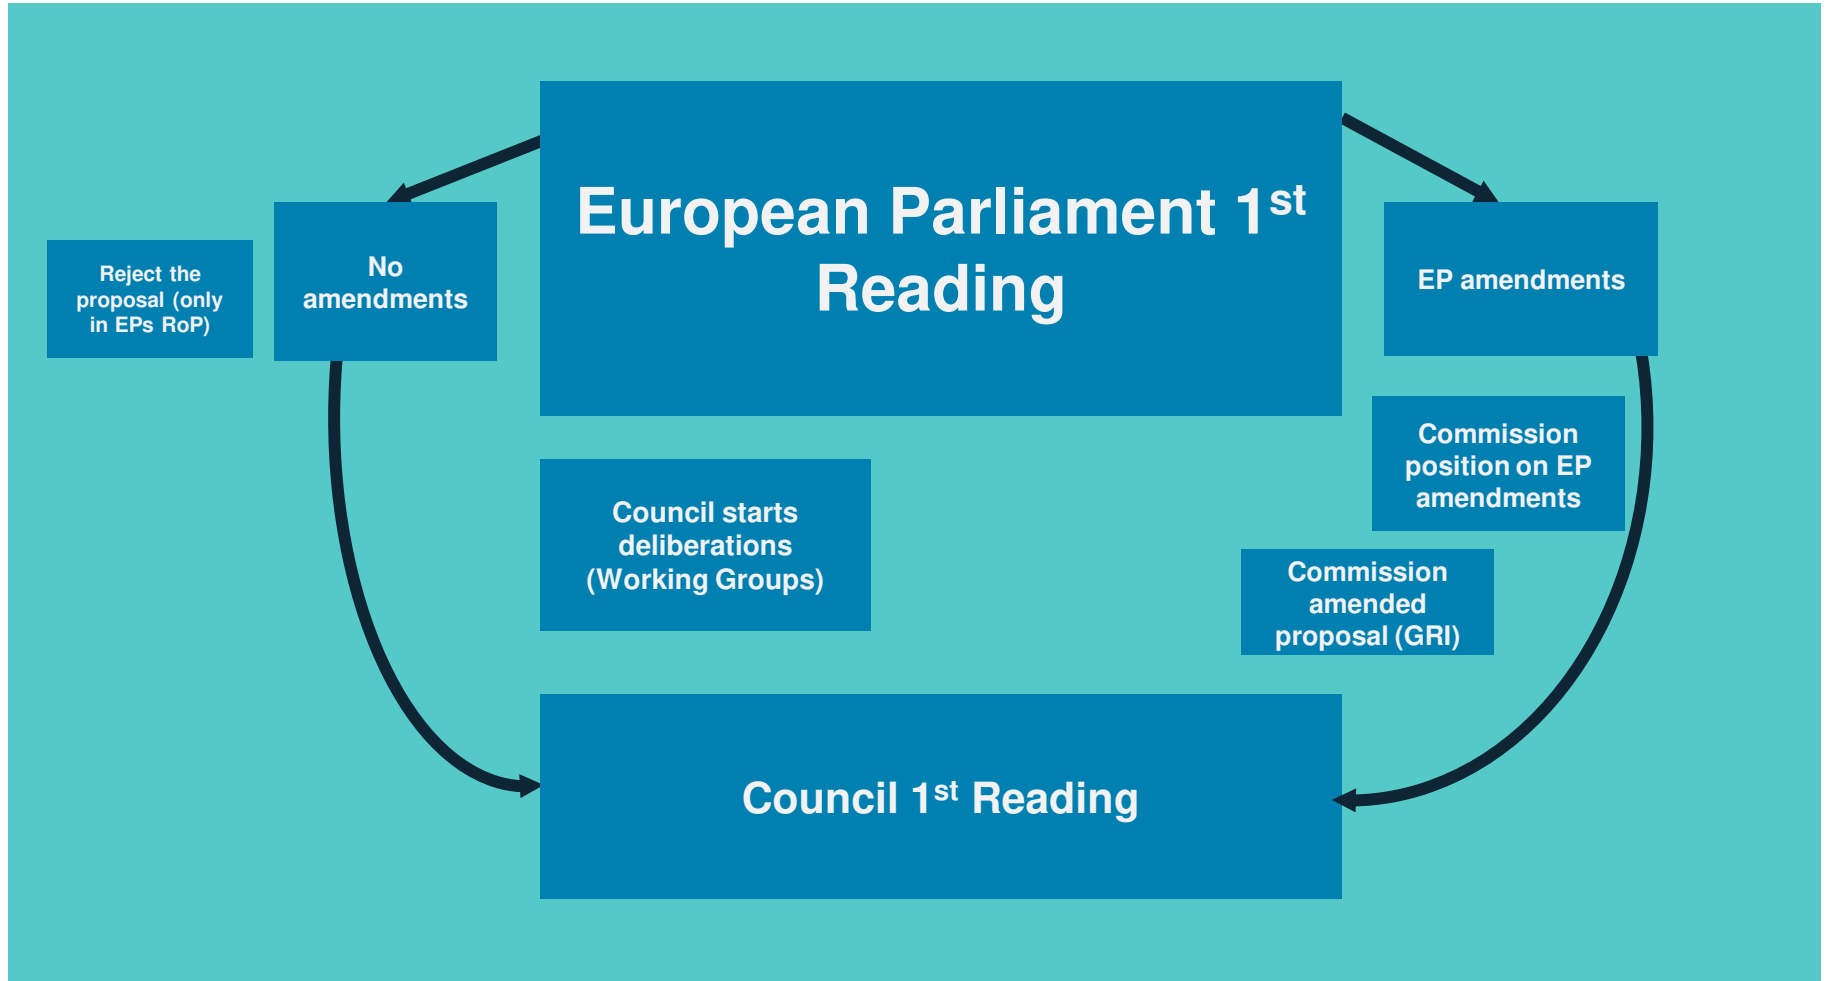 European Parliament 1st
Reading
Reject the
proposal (only
in EPs RoP)
No
amendments
EP amendments
Commission
position on EP
amendments
Council starts
deliberations
(Working Groups)
Commission
amended
proposal (GRI)
Council 1st Reading